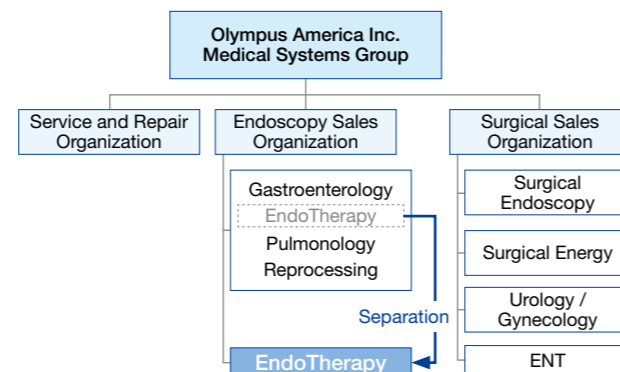 Olympus America Inc.
Medical Systems Group
Service and Repair
Organization
Endoscopy Sales
Organization
Surgical Sales
Organization
Gastroenterology
EndoTherapy
Pulmonology
Reprocessing
Separation
EndoTherapy
Surgical
Endoscopy
Surgical Energy
Urology /
Gynecology
ENT